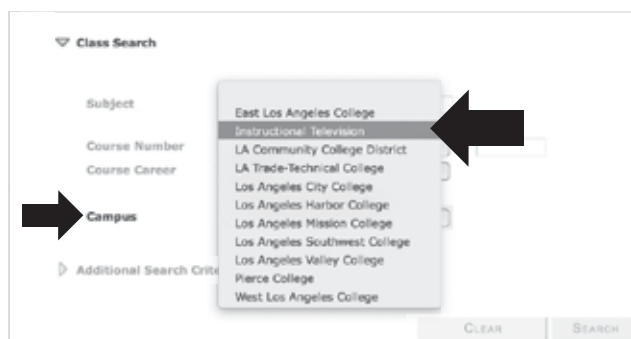 Class Search
Subject
Course Number
Course Career
Campus
Additional Search Crite
East Los Angeles College
Instructional Television
LA Community College District
LA Trade-Technical College
Los Angeles City College
Los Angeles Harbor College
Los Angeles Mission College
Los Angeles Southwest College
Los Angeles Valley College
Pierce College
West Los Angeles College
CLEAR
SEARCH